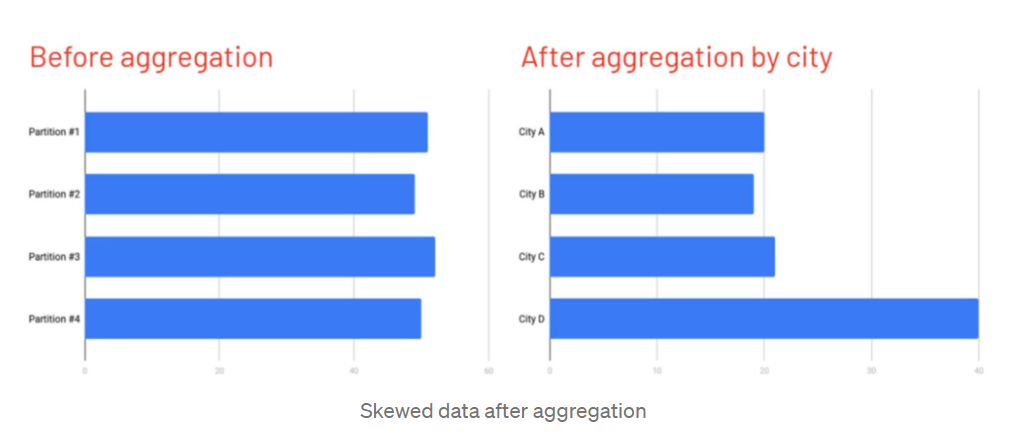 Before aggregation
Partition #1
Partition #2
Partition #3
Partition #4
0 20 40 60
After aggregation by city
City A
City B
City C
City D
0 10 20 30 40
Skewed data after aggregation